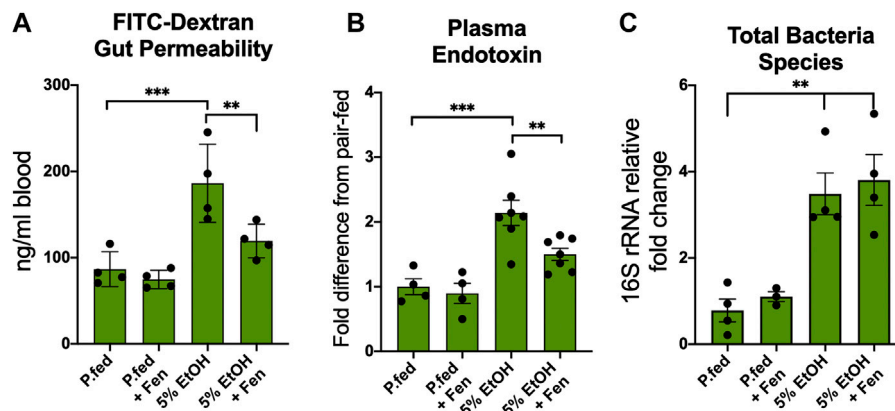 A
FITC-Dextran
Gut Permeability
ng/ml blood
300
200
100
0
***
**
P.fed
P.fed
+ Fen
5% EtOH
5% EtOH
+ Fen
B
Plasma
Endotoxin
Fold difference from pair-fed
4
3
2
1
0
***
**
P.fed
P.fed
+ Fen
5% EtOH
5% EtOH
+ Fen
C
Total Bacteria
Species
16S rRNA relative
fold change
6
4
2
0
**
P.fed
P.fed
+ Fen
5% EtOH
5% EtOH
+ Fen